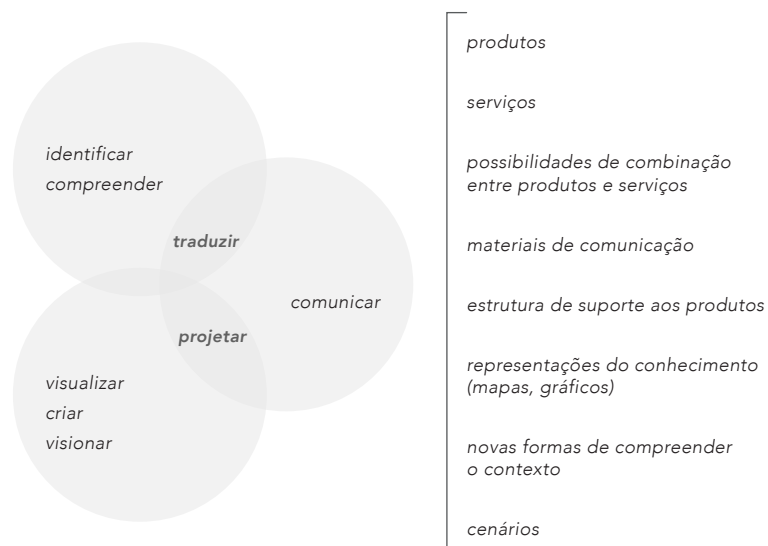 identificar
compreender
traduzir
comunicar
projetar
visualizar
criar
visionar
produtos
serviços
possibilidades de combinação
entre produtos e serviços
materiais de comunicação
estrutura de suporte aos produtos
representações do conhecimento
(mapas, gráficos)
novas formas de compreender
o contexto
cenários